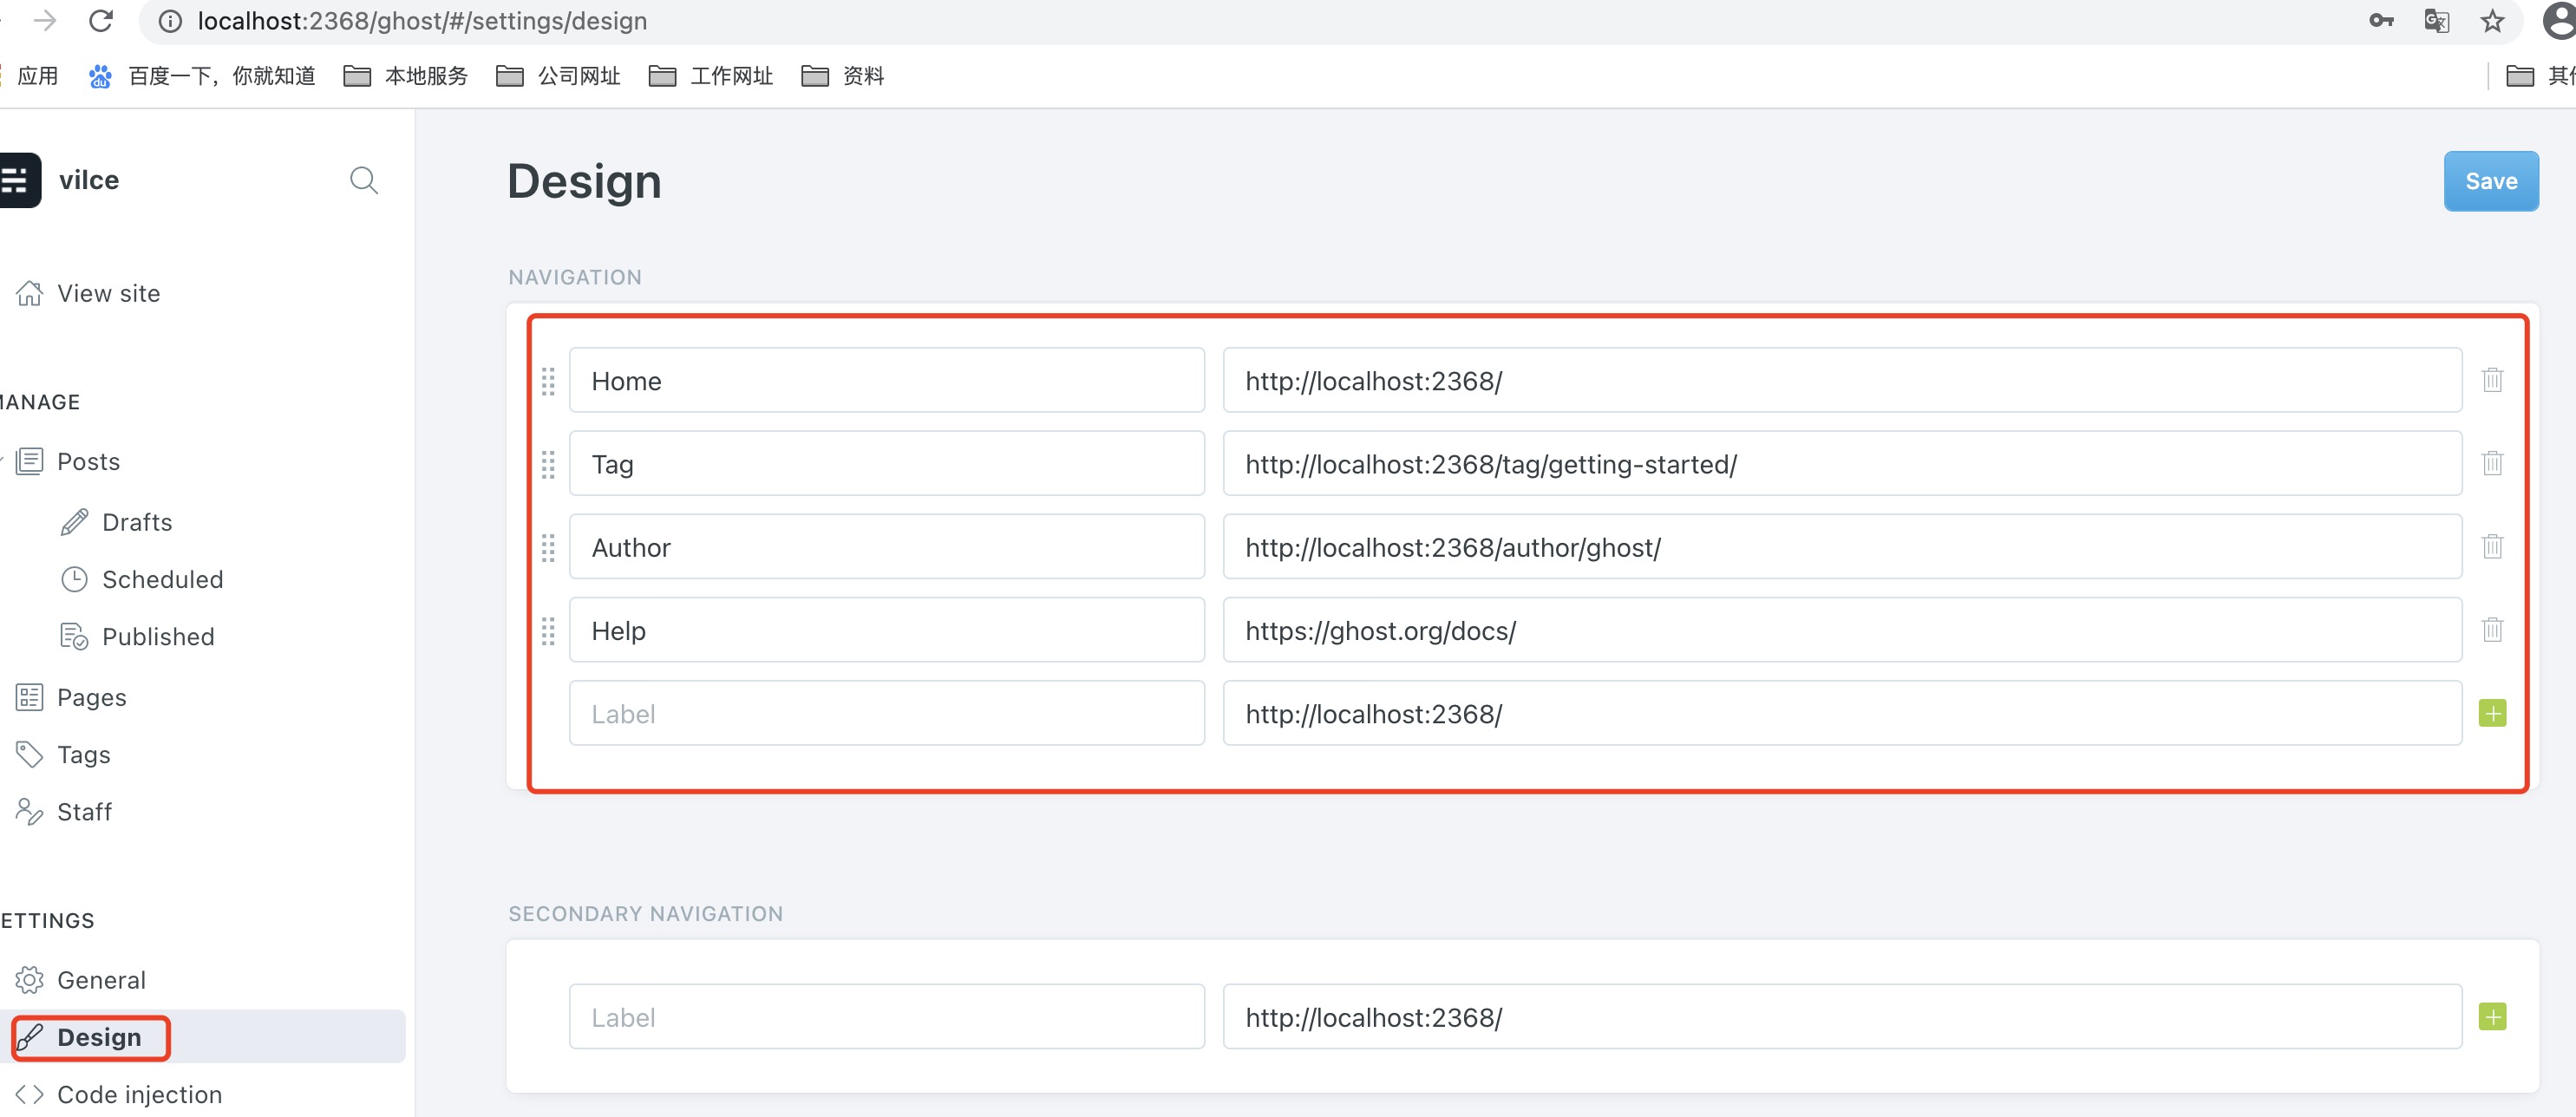 localhost:2368/ghost/#/settings/design
应用 百度一下，你就知道 本地服务 公司网址 工作网址 资料
vilce
Design
Save
View site
NAVIGATION
Home http://localhost:2368/
Tag http://localhost:2368/tag/getting-started/
Author http://localhost:2368/author/ghost/
Help https://ghost.org/docs/
Label http://localhost:2368/
ANAGE
Posts
Drafts
Scheduled
Published
Pages
Tags
Staff
SECONDARY NAVIGATION
Label http://localhost:2368/
ETTINGS
General
Design
Code injection